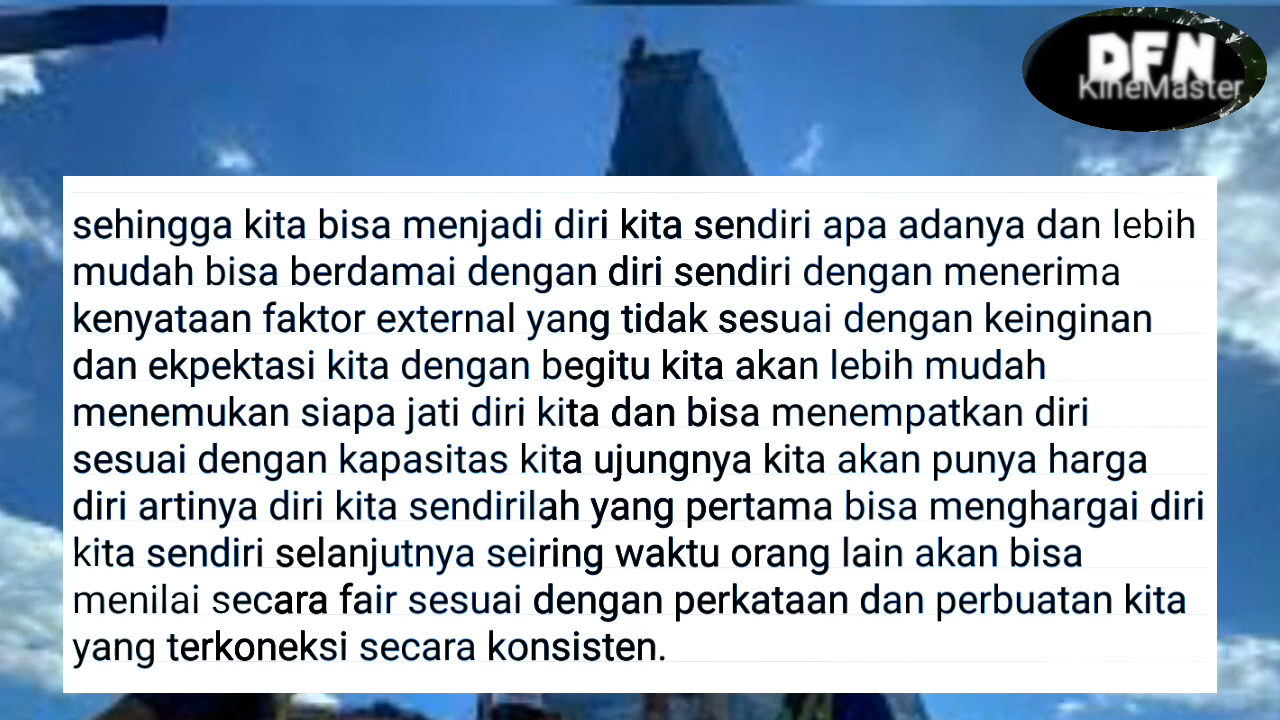 DFN
KineMaster
sehingga kita bisa menjadi diri kita sendiri apa adanya dan lebih
mudah bisa berdamai dengan diri sendiri dengan menerima
kenyataan faktor external yang tidak sesuai dengan keinginan
dan ekpektasi kita dengan begitu kita akan lebih mudah
menemukan siapa jati diri kita dan bisa menempatkan diri
sesuai dengan kapasitas kita ujungnya kita akan punya harga
diri artinya diri kita sendirilah yang pertama bisa menghargai diri
kita sendiri selanjutnya seiring waktu orang lain akan bisa
menilai secara fair sesuai dengan perkataan dan perbuatan kita
yang terkoneksi secara konsisten.